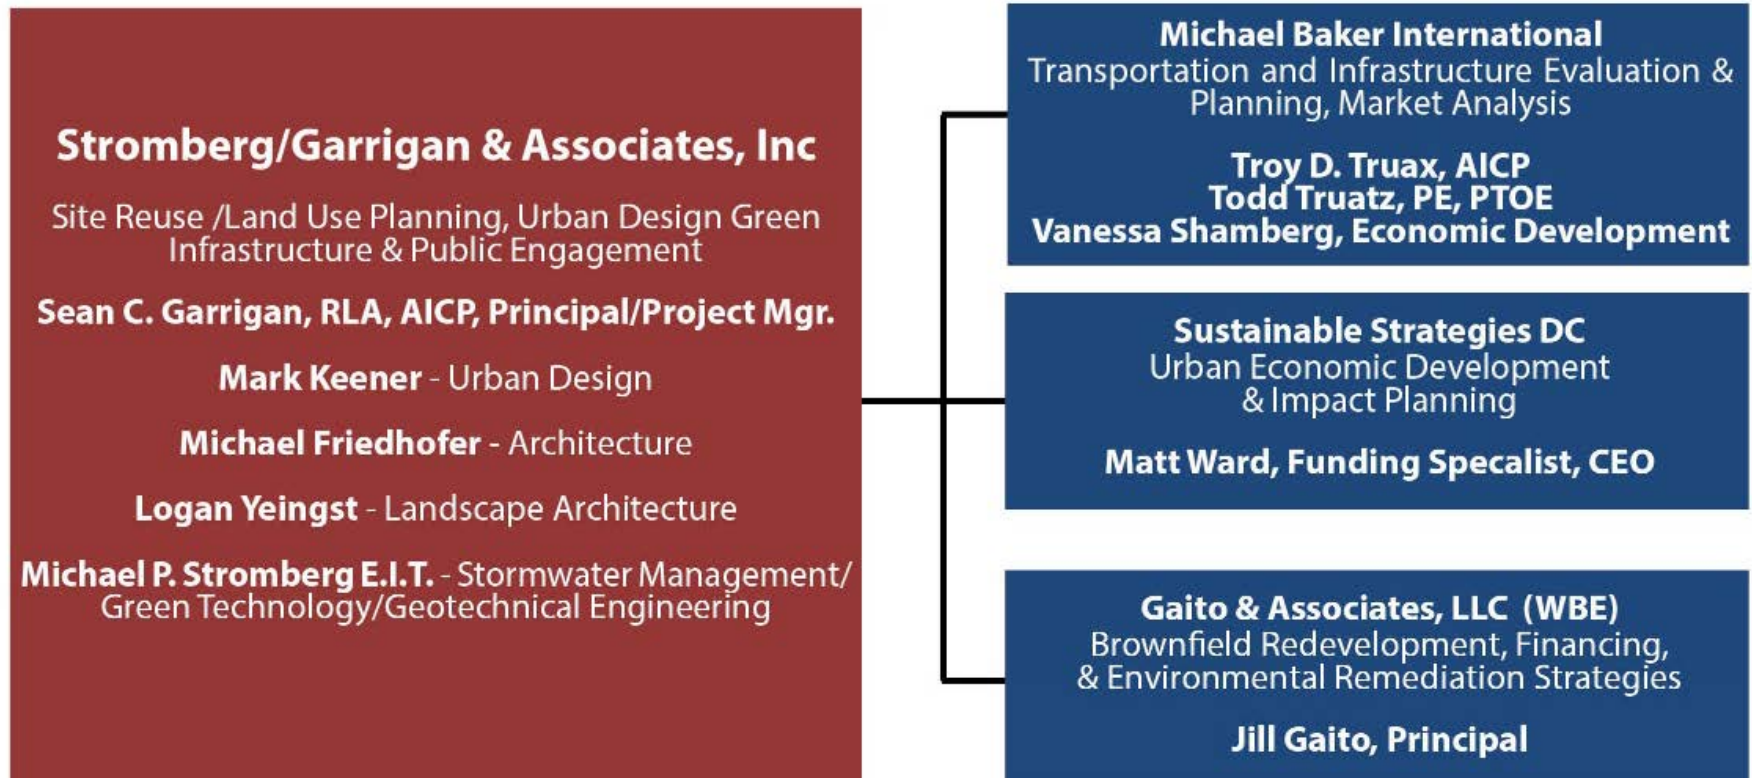 Stromberg/Garrigan & Associates, Inc
Site Reuse /Land Use Planning, Urban Design Green
Infrastructure & Public Engagement
Sean C. Garrigan, RLA, AICP, Principal/Project Mgr.
Mark Keener - Urban Design
Michael Friedhofer - Architecture
Logan Yeingst - Landscape Architecture
Michael P. Stromberg E.I.T. - Stormwater Management/
Green Technology/Geotechnical Engineering
Michael Baker International
Transportation and Infrastructure Evaluation &
Planning, Market Analysis
Troy D. Truax, AICP
Todd Truatz, PE, PTOE
Vanessa Shamberg, Economic Development
Sustainable Strategies DC
Urban Economic Development
& Impact Planning
Matt Ward, Funding Specalist, CEO
Gaito & Associates, LLC (WBE)
Brownfield Redevelopment, Financing,
& Environmental Remediation Strategies
Jill Gaito, Principal